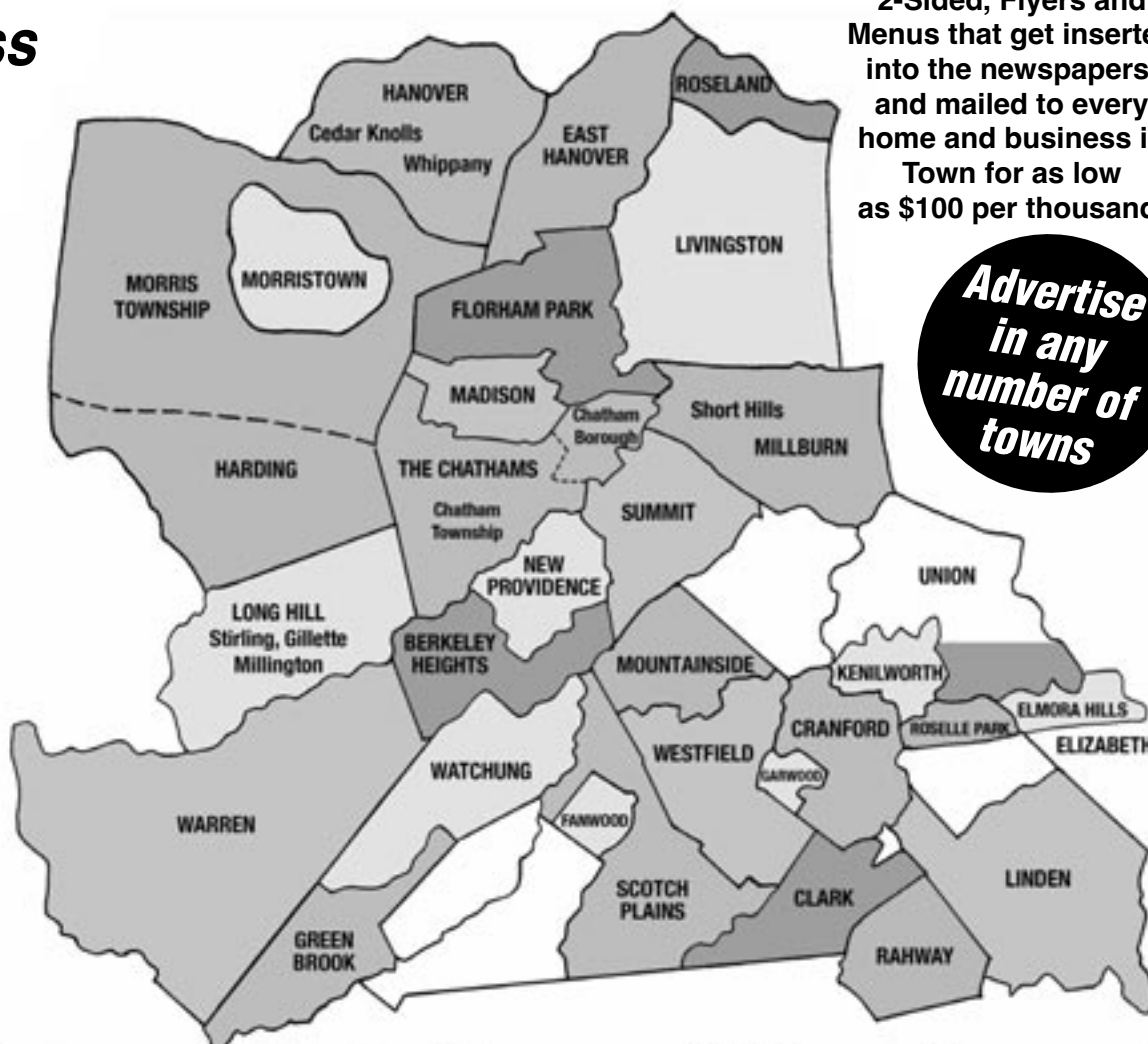 ss
2-Sided, Flyers and
Menus that get inserte
into the newspapers
and mailed to every
home and business i
Town for as low
as $100 per thousand
Advertise
in any
number of
towns
HANOVER
Cedar Knolls
Whippany
EAST
HANOVER
ROSELAND
LIVINGSTON
MORRIS
TOWNSHIP
MORRISTOWN
FLORHAM PARK
MADISON
Chatham
Borough
Short Hills
MILLBURN
HARDING
THE CHATHAMS
Chatham
Township
SUMMIT
NEW
PROVIDENCE
UNION
LONG HILL
Stirling, Gillette
Millington
BERKELEY
HEIGHTS
MOUNTAINSIDE
KENILWORTH
ELMORA HILLS
ROSELLE PARK
CRANFORD
ELIZABETH
WESTFIELD
GARWOOD
WATCHUNG
WARREN
FANWOOD
SCOTCH
PLAINS
CLARK
LINDEN
GREEN
BROOK
RAHWAY